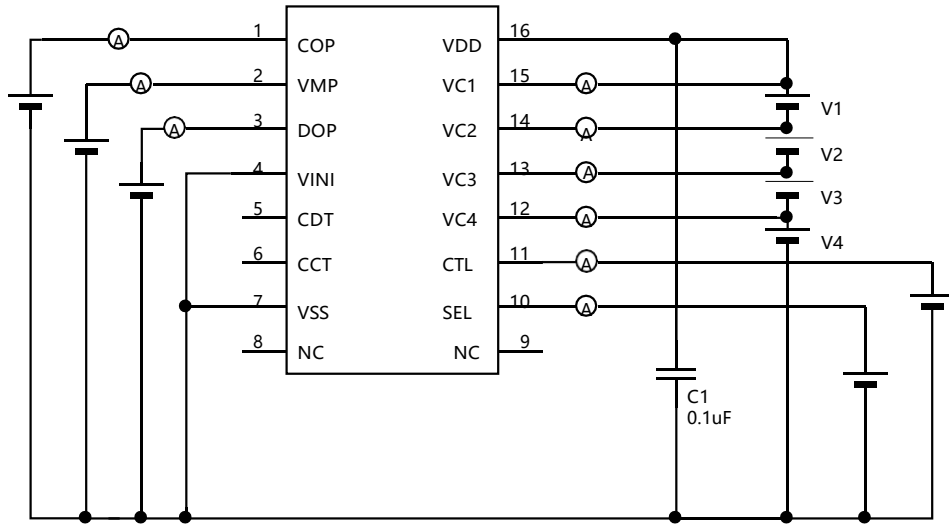 A 1 COP VDD 16
A 2 VMP VC1 15 A
V1
A 3 DOP VC2 14 A
V2
4 VINI VC3 13 A
V3
5 CDT VC4 12 A
V4
6 CCT CTL 11 A
7 VSS SEL 10 A
8 NC NC 9
C1
0.1uF